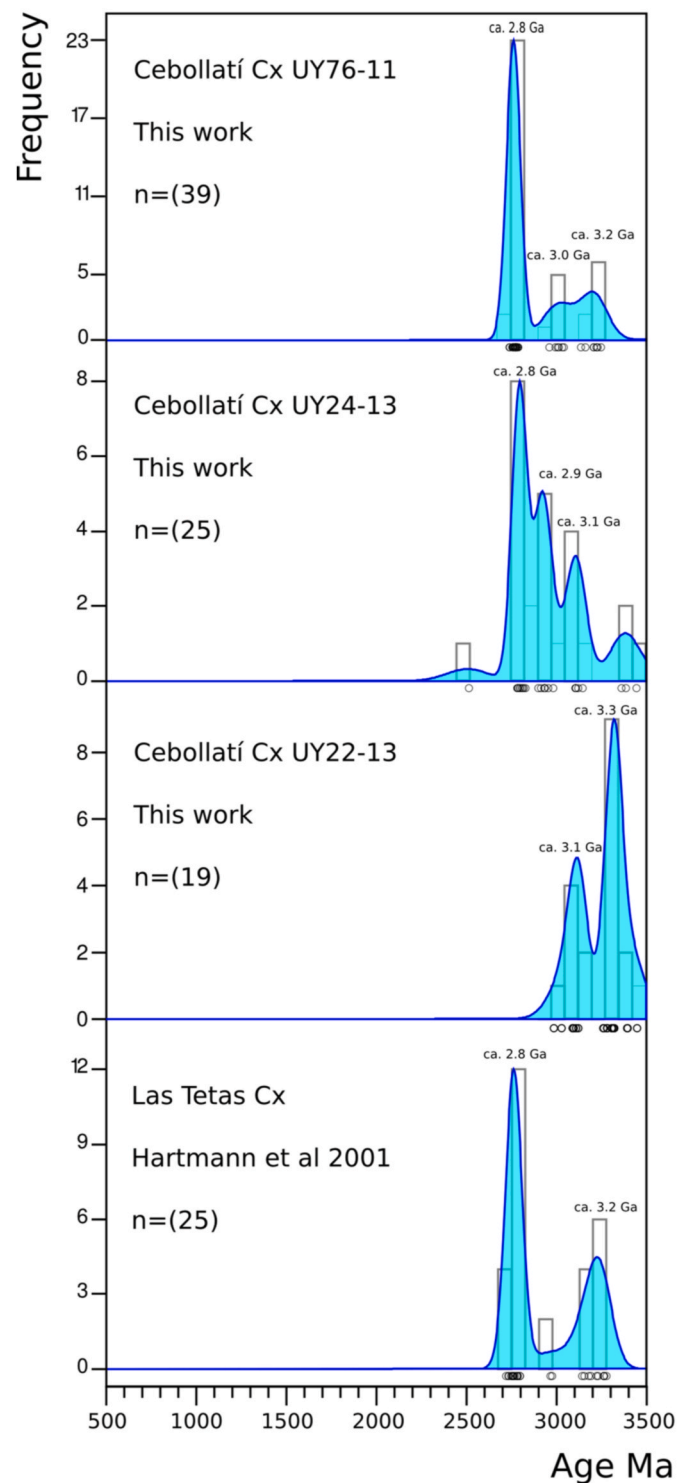 Frequency
ca. 2.8 Ga
23
Cebollatí Cx UY76-11
17
This work
11
n=(39)
ca. 3.2 Ga
ca. 3.0 Ga
5
0
ca. 2.8 Ga
8
Cebollatí Cx UY24-13
6
This work
ca. 2.9 Ga
4
n=(25)
ca. 3.1 Ga
2
0
ca. 3.3 Ga
8
Cebollatí Cx UY22-13
6
This work
ca. 3.1 Ga
4
n=(19)
2
0
ca. 2.8 Ga
12
Las Tetas Cx
9
Hartmann et al 2001
6
n=(25)
ca. 3.2 Ga
3
0
500 1000 1500 2000 2500 3000 3500
Age Ma